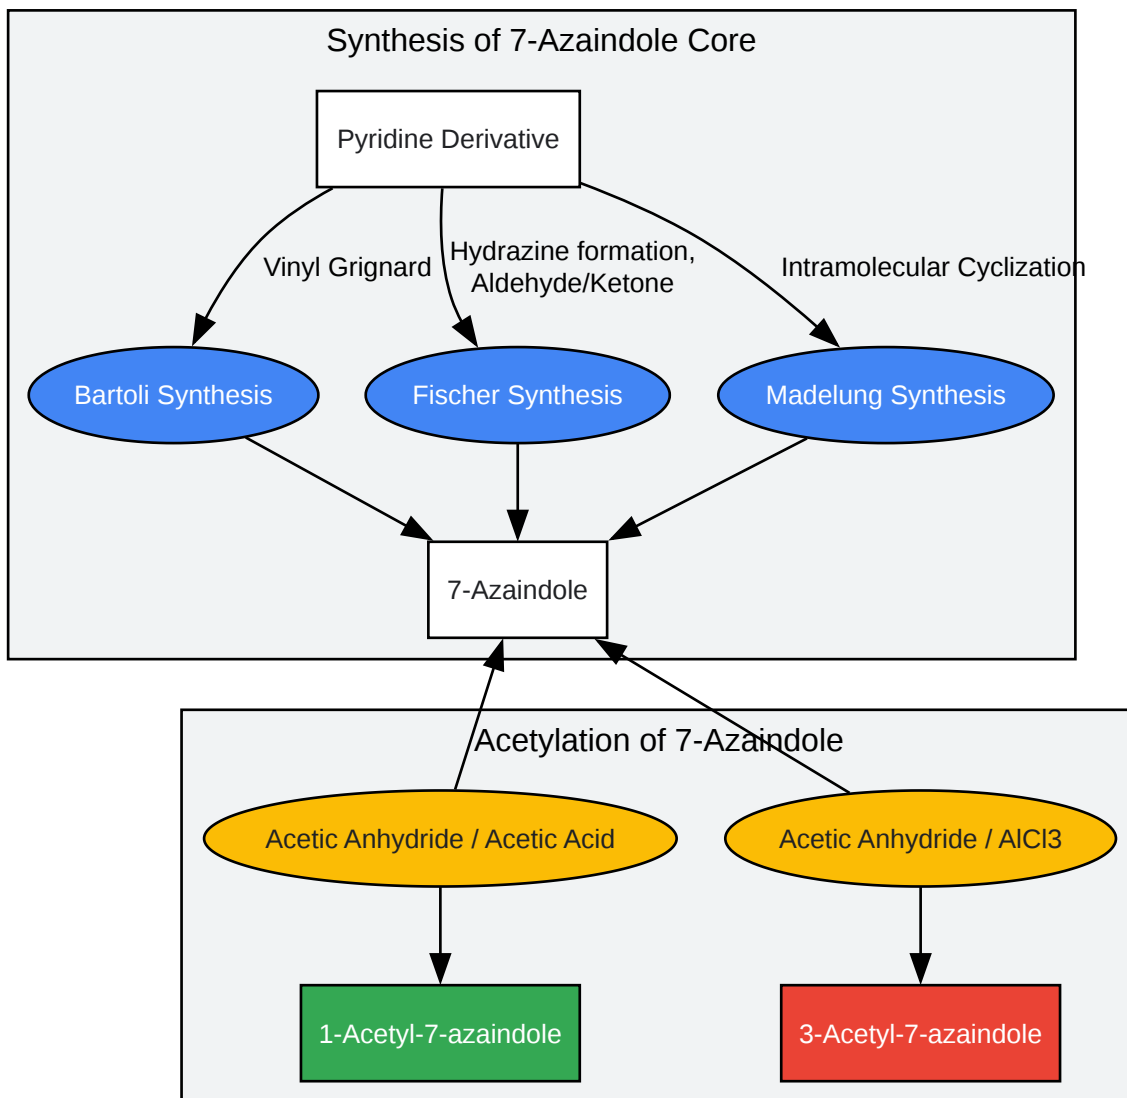 Synthesis of 7-Azaindole Core
Pyridine Derivative
Vinyl Grignard
Hydrazine formation,
Aldehyde/Ketone
Intramolecular Cyclization
Bartoli Synthesis
Fischer Synthesis
Madelung Synthesis
7-Azaindole
Acetylation of 7-Azaindole
Acetic Anhydride / Acetic Acid
Acetic Anhydride / AlCl3
1-Acetyl-7-azaindole
3-Acetyl-7-azaindole